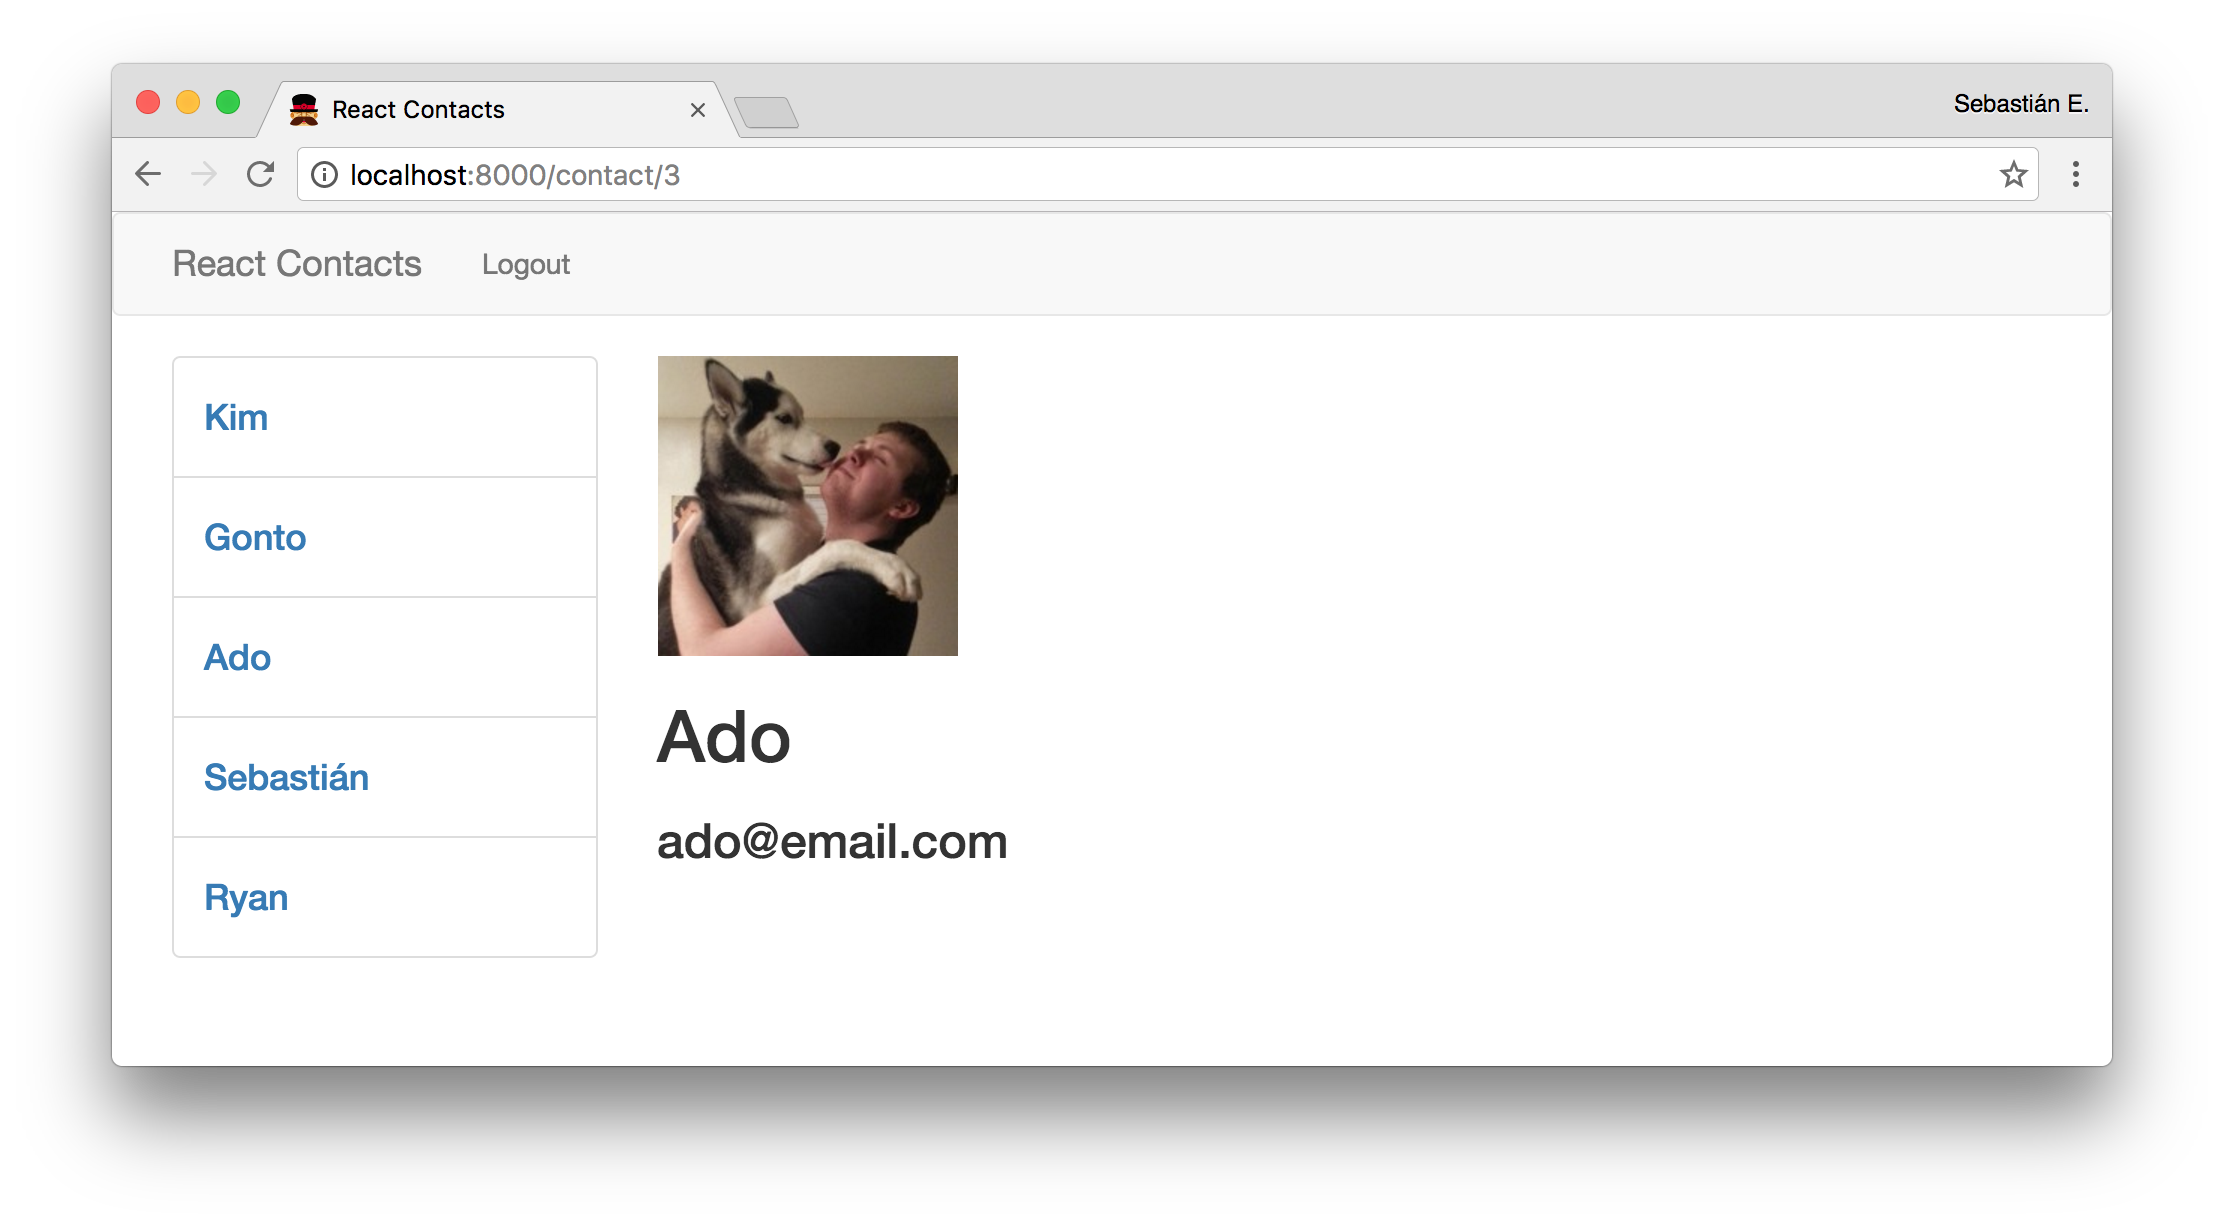 React Contacts
Sebastián E.
localhost:8000/contact/3
React Contacts
Logout
Kim
Gonto
Ado
Sebastián
Ryan
Ado
ado@email.com